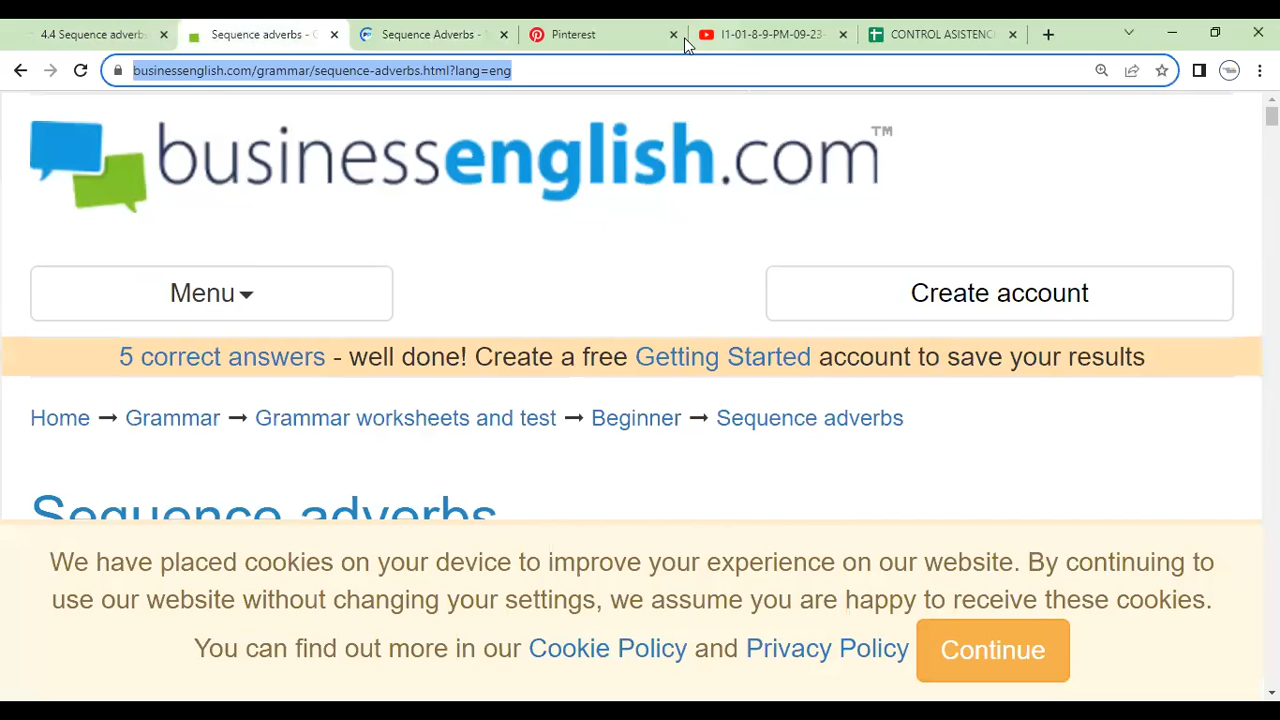 4.4 Sequence adverbs
Sequence adverbs - G
Sequence Adverbs -
Pinterest
I1-01-8-9-PM-09-23-
CONTROL ASISTENC
businessenglish.com/grammar/sequence-adverbs.html?lang=eng
businessenglish.com™
Menu
Create account
5 correct answers - well done! Create a free Getting Started account to save your results
Home ➞ Grammar ➞ Grammar worksheets and test ➞ Beginner ➞ Sequence adverbs
Sequence adverbs
We have placed cookies on your device to improve your experience on our website. By continuing to
use our website without changing your settings, we assume you are happy to receive these cookies.
You can find out more in our Cookie Policy and Privacy Policy Continue